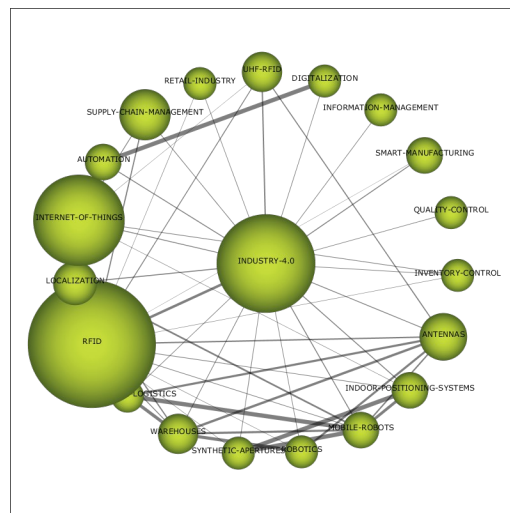 UHF-RFID
DIGITALIZATION
RETAIL-INDUSTRY
INFORMATION-MANAGEMENT
SUPPLY-CHAIN-MANAGEMENT
SMART-MANUFACTURING
AUTOMATION
QUALITY-CONTROL
INTERNET-OF-THINGS
INDUSTRY-4.0
INVENTORY-CONTROL
LOCALIZATION
ANTENNAS
RFID
INDOOR-POSITIONING-SYSTEMS
LOGISTICS
MOBILE-ROBOTS
WAREHOUSES
SYNTHETIC-APERTURES
ROBOTICS